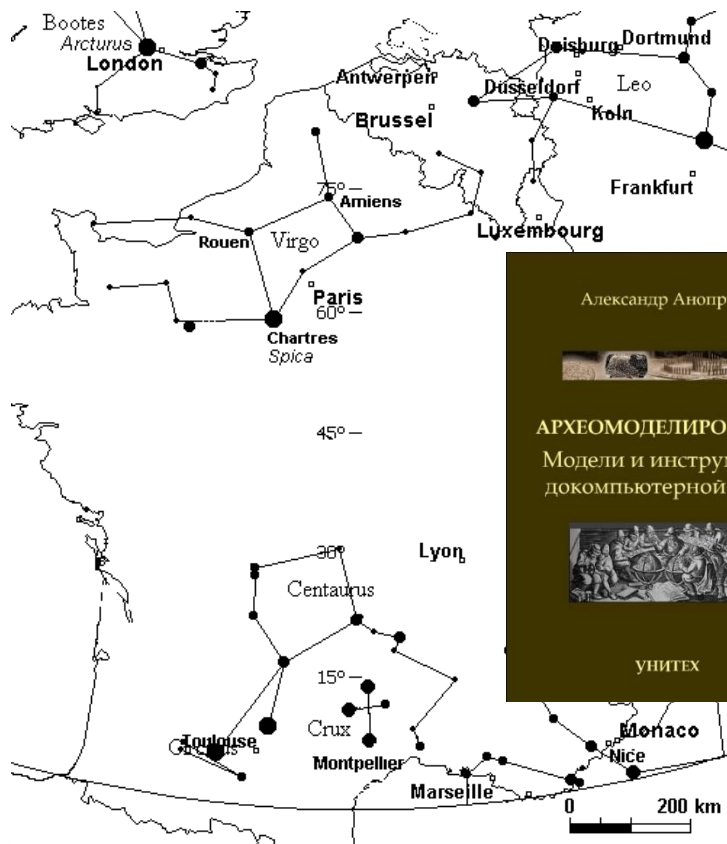 Bootes
Arcturus
London
Antwerpen
Brussel
Duisburg
Dortmund
Düsseldorf
Leo
Koln
Frankfurt
75°
Amiens
Rouen
Virgo
Luxembourg
Paris
60°
Chartres
Spica
Александр Анопр
АРХЕОМОДЕЛИРО
Модели и инстру
докомпьютерной
УНИТЕХ
45°
30°
Lyon
Centaurus
15°
Crux
Toulouse
Montpellier
Monaco
Nice
Marseille
0 200 km